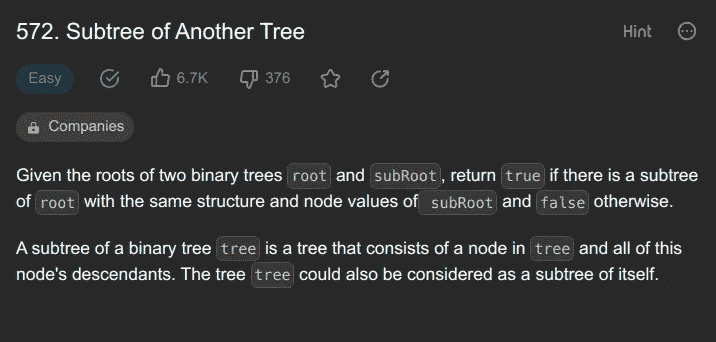 572. Subtree of Another Tree
Hint
Easy
6.7K
376
Companies
Given the roots of two binary trees root and subRoot, return true if there is a subtree
of root with the same structure and node values of subRoot and false otherwise.
A subtree of a binary tree tree is a tree that consists of a node in tree and all of this
node's descendants. The tree tree could also be considered as a subtree of itself.